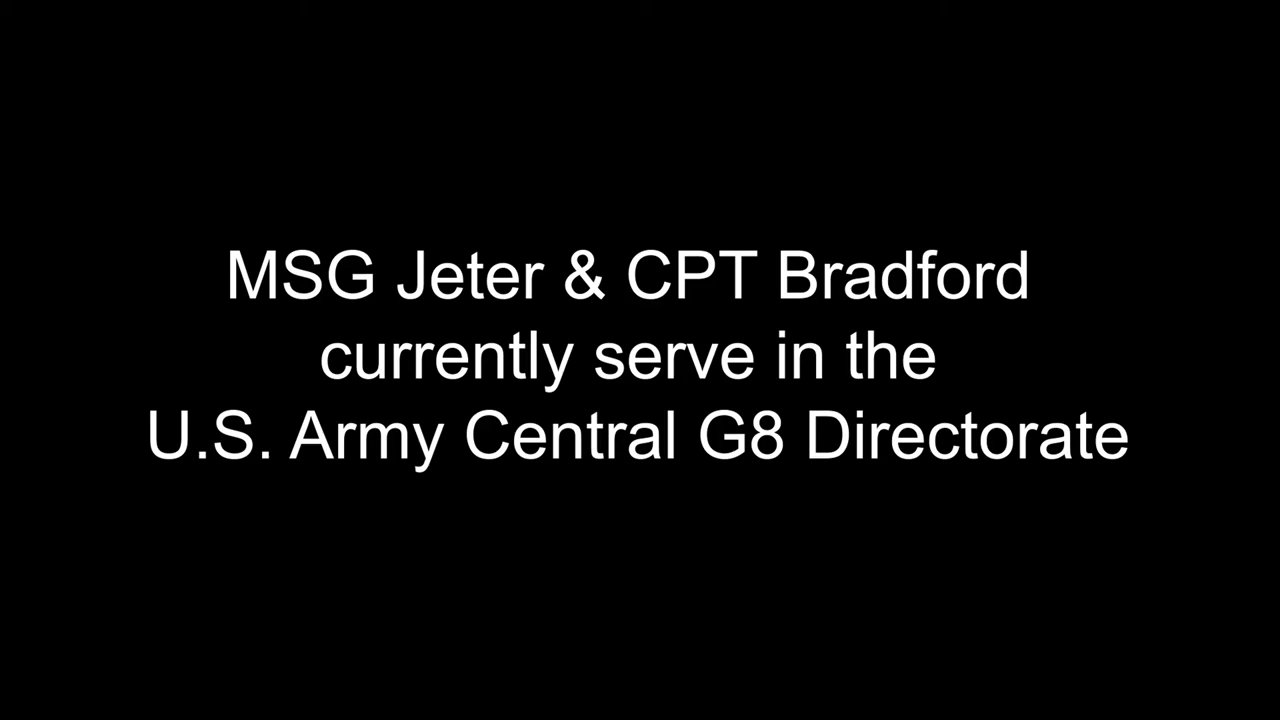 MSG Jeter & CPT Bradford
currently serve in the
U.S. Army Central G8 Directorate